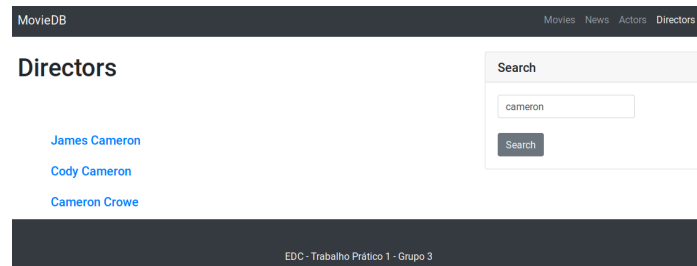 MovieDB
Movies News Actors Directors
Directors
Search
cameron
Search
James Cameron
Cody Cameron
Cameron Crowe
EDC - Trabalho Prático 1 - Grupo 3